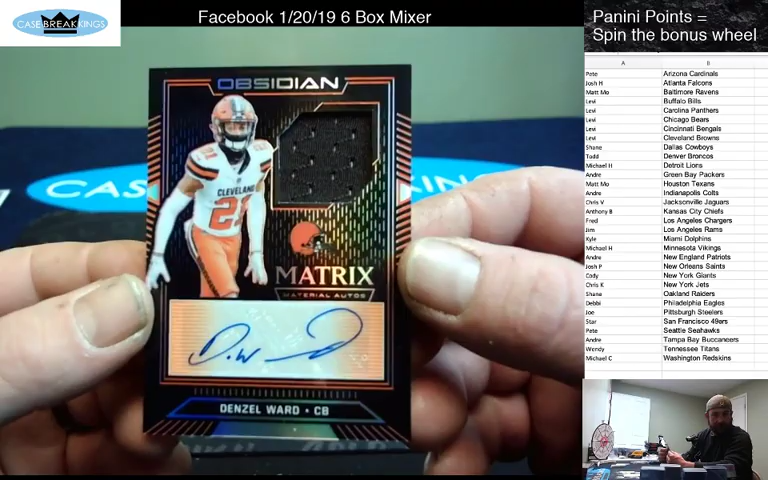 CASE BREAK KINGS
Facebook 1/20/19 6 Box Mixer
Panini Points =
Spin the bonus wheel
OBSIDIAN
CLEVELAND
21
21
MATRIX
MATERIAL AUTOS
D.W
DENZEL WARD • CB
CAS
KINGS
A B
Pete Arizona Cardinals
Josh H Atlanta Falcons
Matt Mo Baltimore Ravens
Levi Buffalo Bills
Levi Carolina Panthers
Levi Chicago Bears
Levi Cincinnati Bengals
Levi Cleveland Browns
Shane Dallas Cowboys
Todd Denver Broncos
Michael H Detroit Lions
Andre Green Bay Packers
Matt Mo Houston Texans
Andre Indianapolis Colts
Chris V Jacksonville Jaguars
Anthony B Kansas City Chiefs
Fred Los Angeles Chargers
Jim Los Angeles Rams
Kyle Miami Dolphins
Michael H Minnesota Vikings
Andre New England Patriots
Josh P New Orleans Saints
Cody New York Giants
Chris K New York Jets
Shane Oakland Raiders
Debbi Philadelphia Eagles
Joe Pittsburgh Steelers
Star San Francisco 49ers
Pete Seattle Seahawks
Andre Tampa Bay Buccaneers
Wendy Tennessee Titans
Michael C Washington Redskins